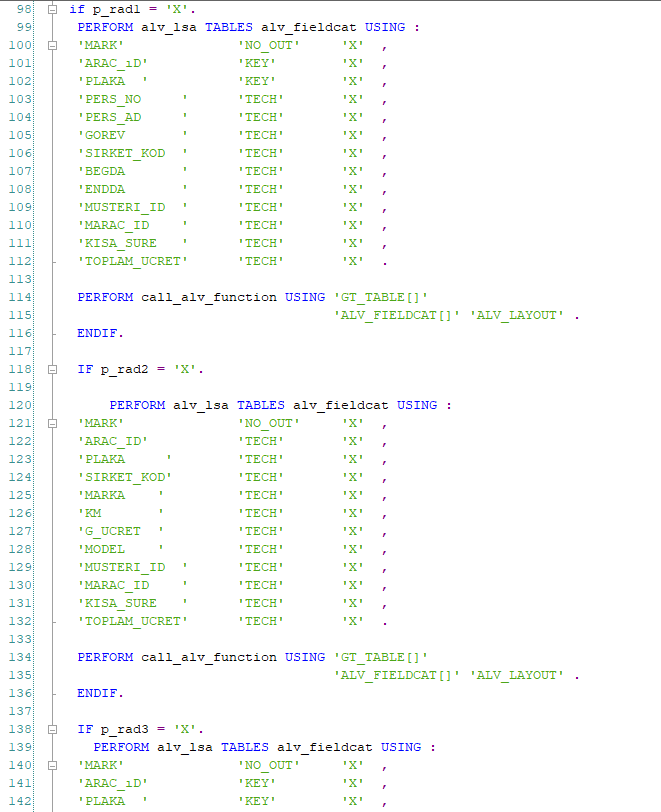 98 if p_rad1 = 'X'.
99 PERFORM alv_lsa TABLES alv_fieldcat USING :
100 'MARK' 'NO_OUT' 'X' ,
101 'ARAC_ıD' 'KEY' 'X' ,
102 'PLAKA ' 'KEY' 'X' ,
103 'PERS_NO ' 'TECH' 'X' ,
104 'PERS_AD ' 'TECH' 'X' ,
105 'GOREV ' 'TECH' 'X' ,
106 'SIRKET_KOD ' 'TECH' 'X' ,
107 'BEGDA ' 'TECH' 'X' ,
108 'ENDDA ' 'TECH' 'X' ,
109 'MUSTERI_ID ' 'TECH' 'X' ,
110 'MARAC_ID ' 'TECH' 'X' ,
111 'KISA_SURE ' 'TECH' 'X' ,
112 'TOPLAM_UCRET' 'TECH' 'X' .
113
114 PERFORM call_alv_function USING 'GT_TABLE[]'
115 'ALV_FIELDCAT[]' 'ALV_LAYOUT' .
116 ENDIF.
117
118 IF p_rad2 = 'X'.
119
120 PERFORM alv_lsa TABLES alv_fieldcat USING :
121 'MARK' 'NO_OUT' 'X' ,
122 'ARAC_ID' 'TECH' 'X' ,
123 'PLAKA ' 'TECH' 'X' ,
124 'SIRKET_KOD' 'TECH' 'X' ,
125 'MARKA ' 'TECH' 'X' ,
126 'KM ' 'TECH' 'X' ,
127 'G_UCRET ' 'TECH' 'X' ,
128 'MODEL ' 'TECH' 'X' ,
129 'MUSTERI_ID ' 'TECH' 'X' ,
130 'MARAC_ID ' 'TECH' 'X' ,
131 'KISA_SURE ' 'TECH' 'X' ,
132 'TOPLAM_UCRET' 'TECH' 'X' .
133
134 PERFORM call_alv_function USING 'GT_TABLE[]'
135 'ALV_FIELDCAT[]' 'ALV_LAYOUT' .
136 ENDIF.
137
138 IF p_rad3 = 'X'.
139 PERFORM alv_lsa TABLES alv_fieldcat USING :
140 'MARK' 'NO_OUT' 'X' ,
141 'ARAC_ıD' 'KEY' 'X' ,
142 'PLAKA ' 'KEY' 'X' ,